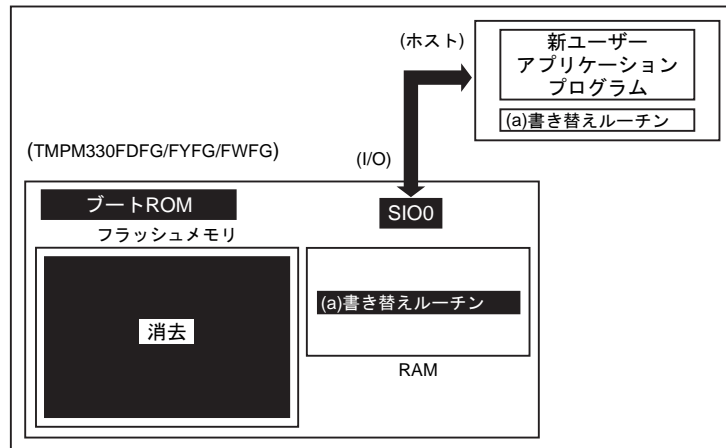 (ホスト)
新ユーザー
アプリケーション
プログラム
(a)書き替えルーチン
(TMPM330FDFG/FYFG/FWFG)
(I/O)
ブートROM
SIO0
フラッシュメモリ
(a)書き替えルーチン
消去
RAM